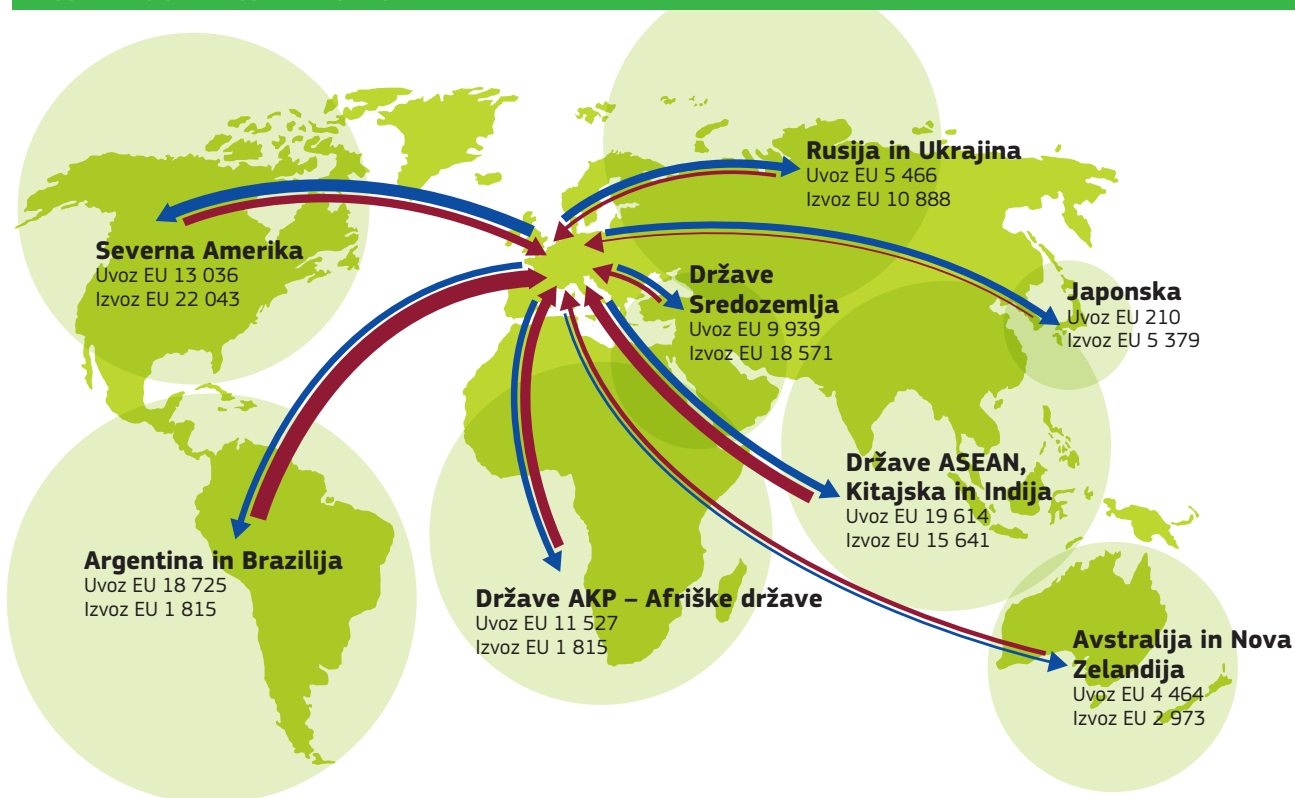 Rusija in Ukrajina
Uvoz EU 5 466
Izvoz EU 10 888
Severna Amerika
Uvoz EU 13 036
Izvoz EU 22 043
Države
Sredozemlja
Uvoz EU 9 939
Izvoz EU 18 571
Japonska
Uvoz EU 210
Izvoz EU 5 379
Države ASEAN,
Kitajska in Indija
Uvoz EU 19 614
Izvoz EU 15 641
Argentina in Brazilija
Uvoz EU 18 725
Izvoz EU 1 815
Države AKP – Afriške države
Uvoz EU 11 527
Izvoz EU 1 815
Avstralija in Nova
Zelandija
Uvoz EU 4 464
Izvoz EU 2 973